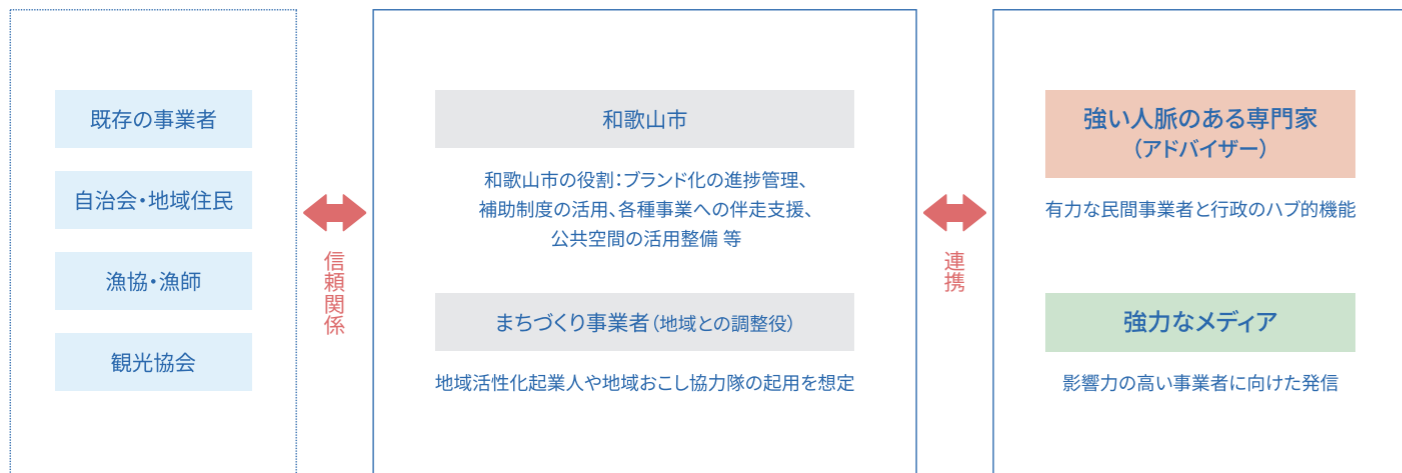 既存の事業者
自治会・地域住民
漁協・漁師
観光協会
信頼関係
和歌山市
和歌山市の役割：ブランド化の進捗管理、
補助制度の活用、各種事業への伴走支援、
公共空間の活用整備 等
まちづくり事業者（地域との調整役）
地域活性化起業人や地域おこし協力隊の起用を想定
連携
強い人脈のある専門家
（アドバイザー）
有力な民間事業者と行政のハブ的機能
強力なメディア
影響力の高い事業者に向けた発信